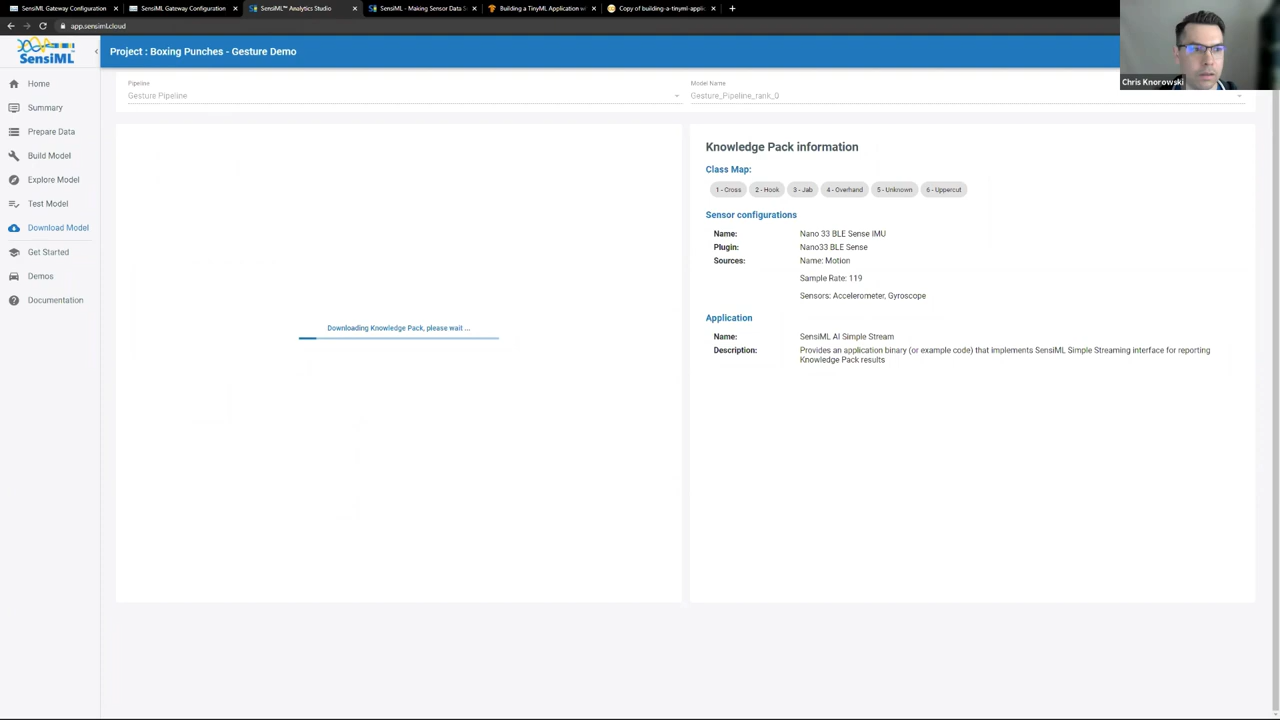 SensiML Gateway Configuration
SensiML Gateway Configuration
SensiML™ Analytics Studio
SensiML - Making Sensor Data S
Building a TinyML Application w
Copy of building-a-tinyml-appli
app.sensiml.cloud
SensiML
Project : Boxing Punches - Gesture Demo
Chris Knorowski
Home
Summary
Prepare Data
Build Model
Explore Model
Test Model
Download Model
Get Started
Demos
Documentation
Pipeline
Gesture Pipeline
Model Name
Gesture_Pipeline_rank_0
Downloading Knowledge Pack, please wait ...
Knowledge Pack information
Class Map:
1 - Cross 2 - Hook 3 - Jab 4 - Overhand 5 - Unknown 6 - Uppercut
Sensor configurations
Name: Nano 33 BLE Sense IMU
Plugin: Nano33 BLE Sense
Sources: Name: Motion
Sample Rate: 119
Sensors: Accelerometer, Gyroscope
Application
Name: SensiML AI Simple Stream
Description: Provides an application binary (or example code) that implements SensiML Simple Streaming interface for reporting
Knowledge Pack results